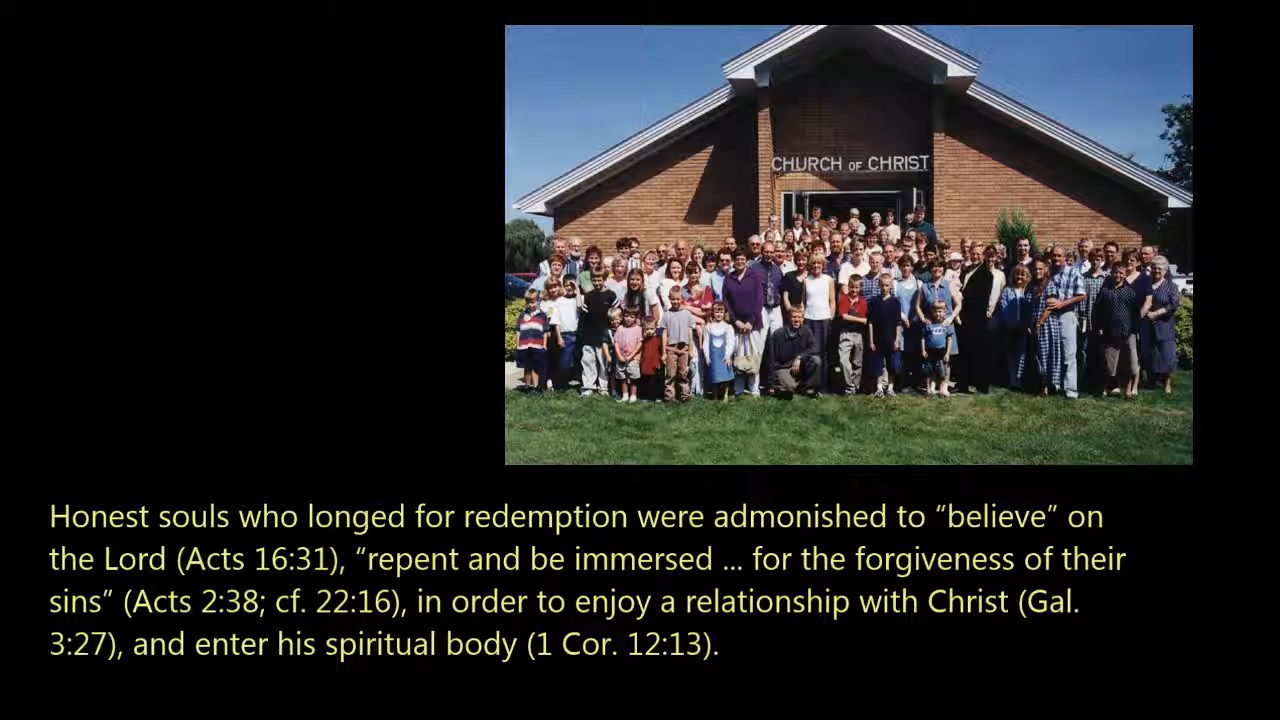 CHURCH OF CHRIST
Honest souls who longed for redemption were admonished to “believe” on
the Lord (Acts 16:31), “repent and be immersed ... for the forgiveness of their
sins” (Acts 2:38; cf. 22:16), in order to enjoy a relationship with Christ (Gal.
3:27), and enter his spiritual body (1 Cor. 12:13).